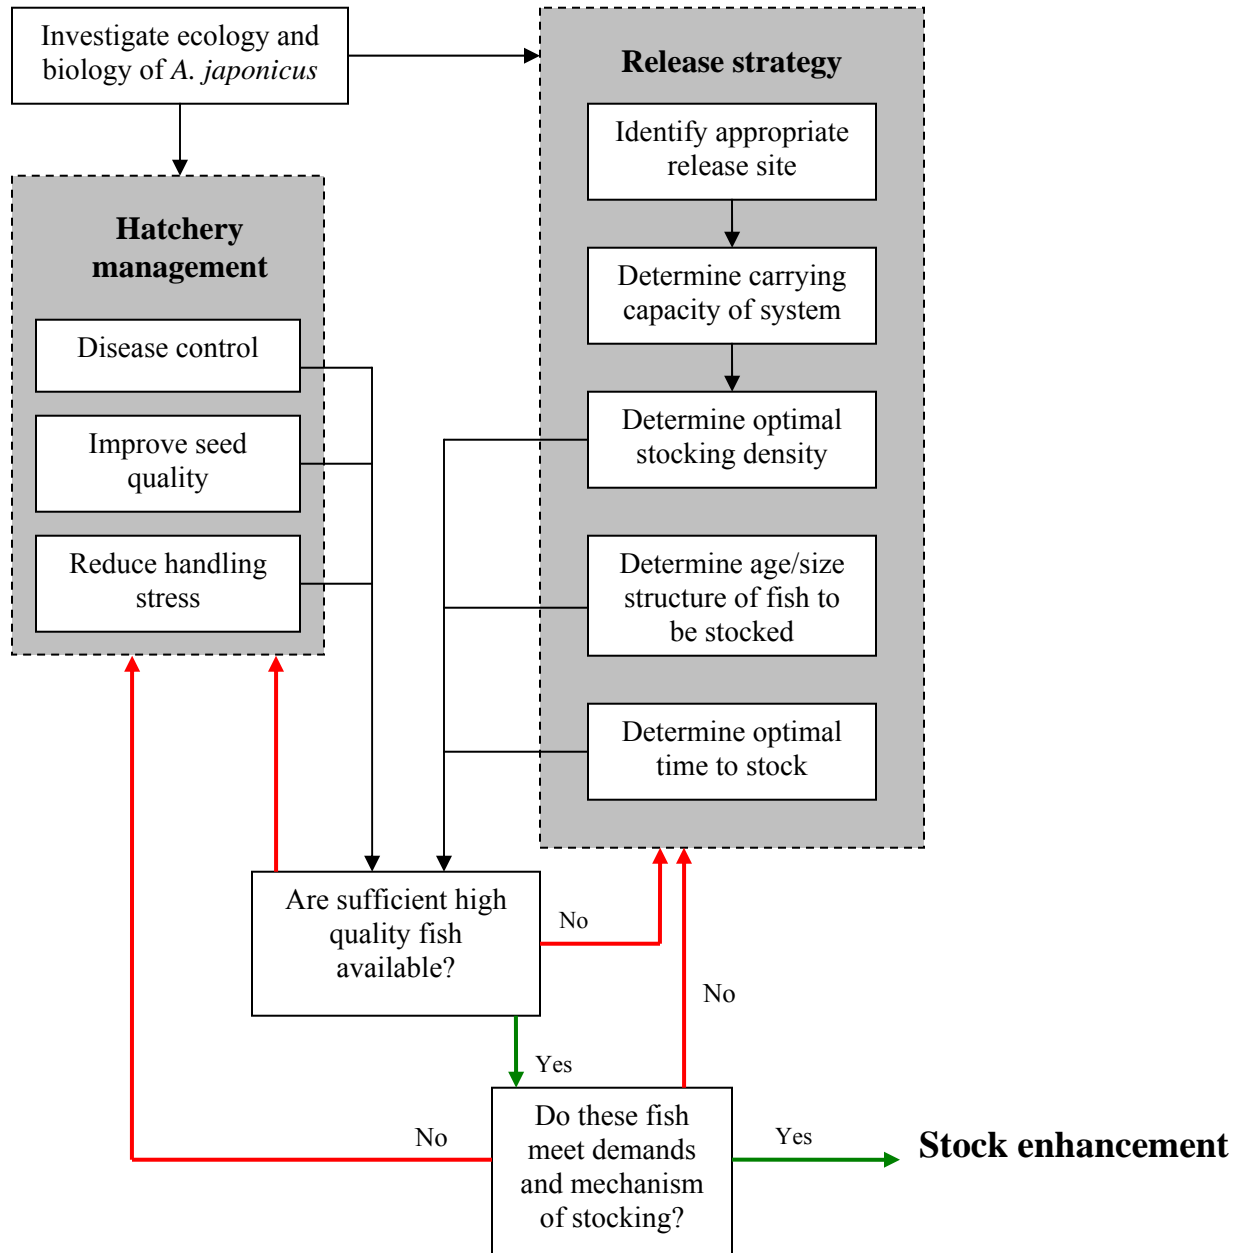 Investigate ecology and
biology of A. japonicus
Release strategy
Identify appropriate
release site
Determine carrying
capacity of system
Determine optimal
stocking density
Determine age/size
structure of fish to
be stocked
Determine optimal
time to stock
Hatchery
management
Disease control
Improve seed
quality
Reduce handling
stress
Are sufficient high
quality fish
available?
No
No
Yes
Do these fish
meet demands
and mechanism
of stocking?
No
Yes
Stock enhancement